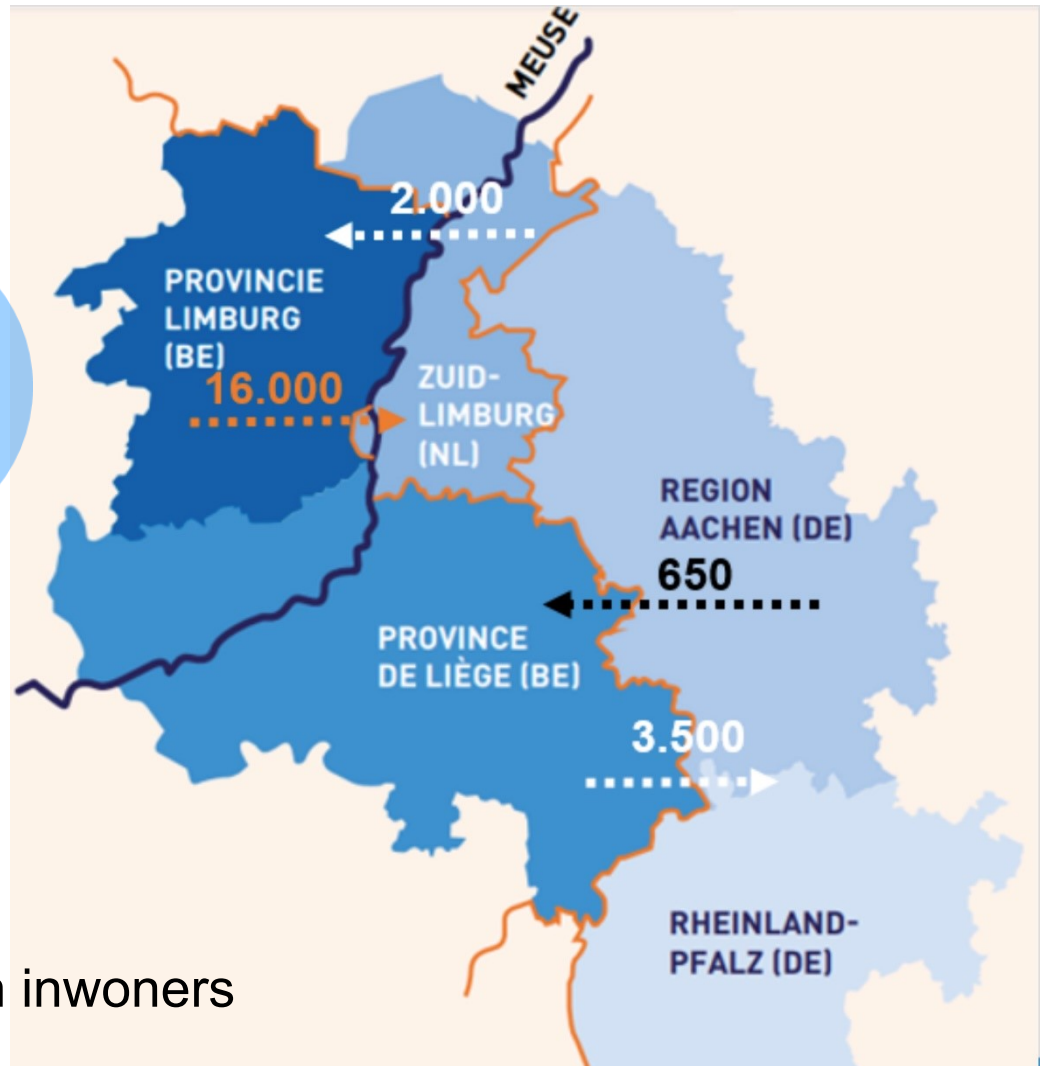 MEUSE
2.000
PROVINCIE
LIMBURG
(BE)
16.000
ZUID-
LIMBURG
(NL)
REGION
AACHEN (DE)
650
PROVINCE
DE LIÈGE (BE)
3.500
RHEINLAND-
PFALZ (DE)
inwoners